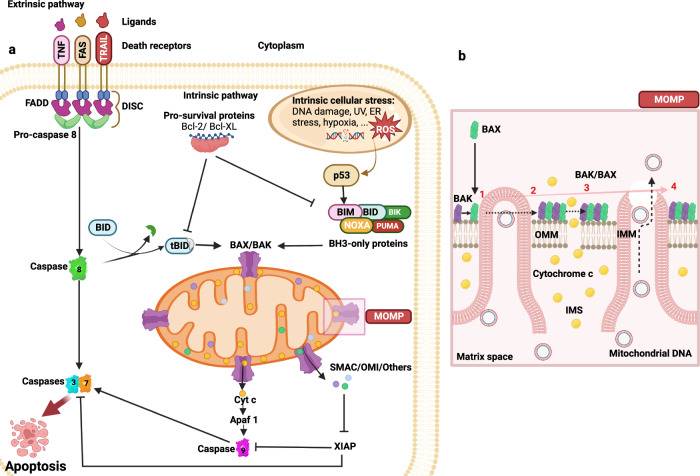 Extrinsic pathway
Ligands
a
TNF
FAS
TRAIL
Death receptors
Cytoplasm
FADD
DISC
Pro-caspase 8
Intrinsic pathway
Pro-survival proteins
Bcl-2/ Bcl-XL
Intrinsic cellular stress:
DNA damage, UV, ER
stress, hypoxia, ...
ROS
p53
BIM
BID
BIK
NOXA
PUMA
BH3-only proteins
BID
tBID
BAX/BAK
Caspase
8
MOMP
SMAC/OMI/Others
Caspases
3
7
Cyt c
Apaf 1
Caspase
9
XIAP
Apoptosis
b
MOMP
BAX
BAK/BAX
BAK
1
2
3
4
OMM
IMM
Cytochrome c
IMS
Matrix space
Mitochondrial DNA